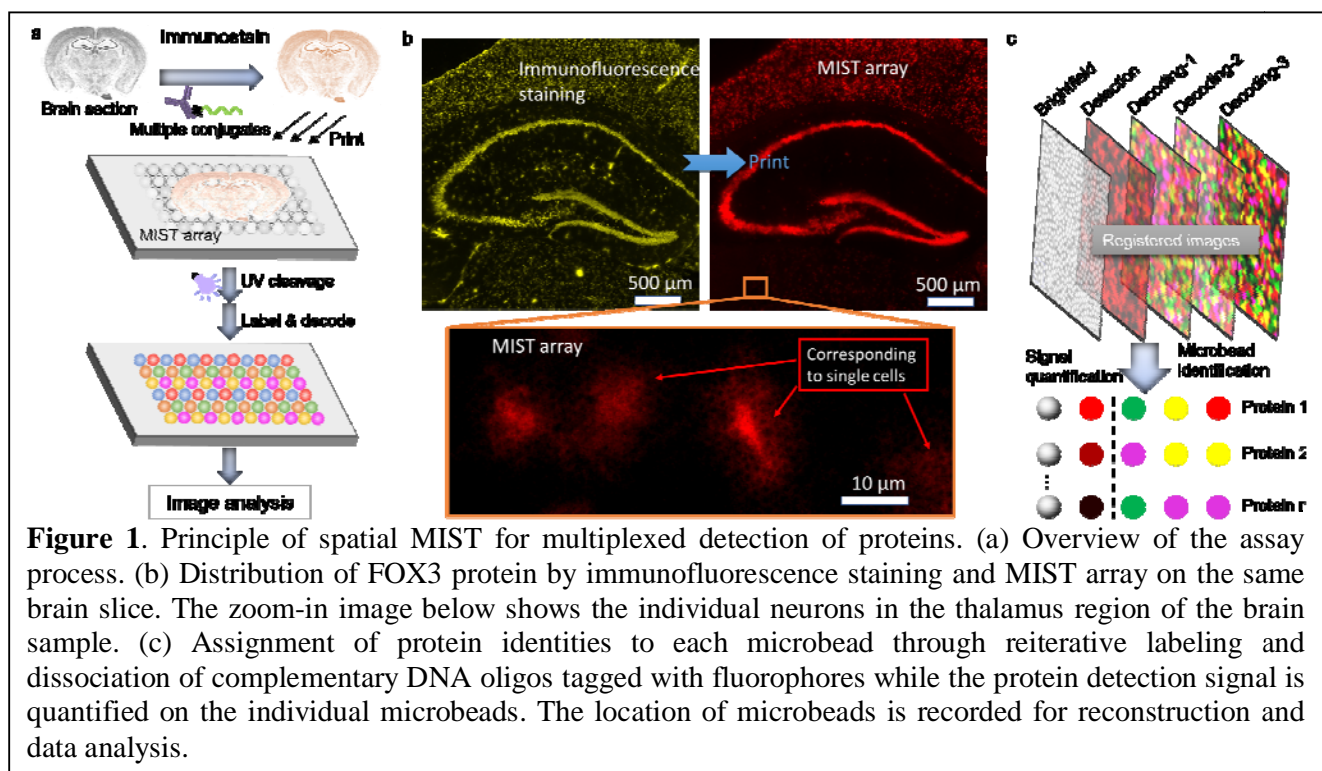 a
Immunostain
Brain section
Multiple conjugates
Print
MIST array
UV cleavage
Label & decode
Image analysis
b
Immunofluorescence
staining
MIST array
Print
500 µm
500 µm
MIST array
Corresponding
to single cells
10 µm
c
Brightfield
Detection
Decoding-1
Decoding-2
Decoding-3
Registered images
Signal
quantification
Microbead
identification
Protein 1
Protein 2
Protein n
Figure 1. Principle of spatial MIST for multiplexed detection of proteins. (a) Overview of the assay
process. (b) Distribution of FOX3 protein by immunofluorescence staining and MIST array on the same
brain slice. The zoom-in image below shows the individual neurons in the thalamus region of the brain
sample. (c) Assignment of protein identities to each microbead through reiterative labeling and
dissociation of complementary DNA oligos tagged with fluorophores while the protein detection signal is
quantified on the individual microbeads. The location of microbeads is recorded for reconstruction and
data analysis.